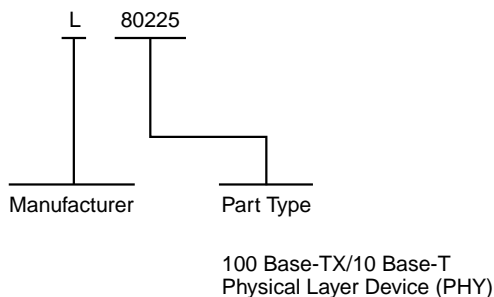 L 80225
Manufacturer Part Type
100 Base-TX/10 Base-T
Physical Layer Device (PHY)